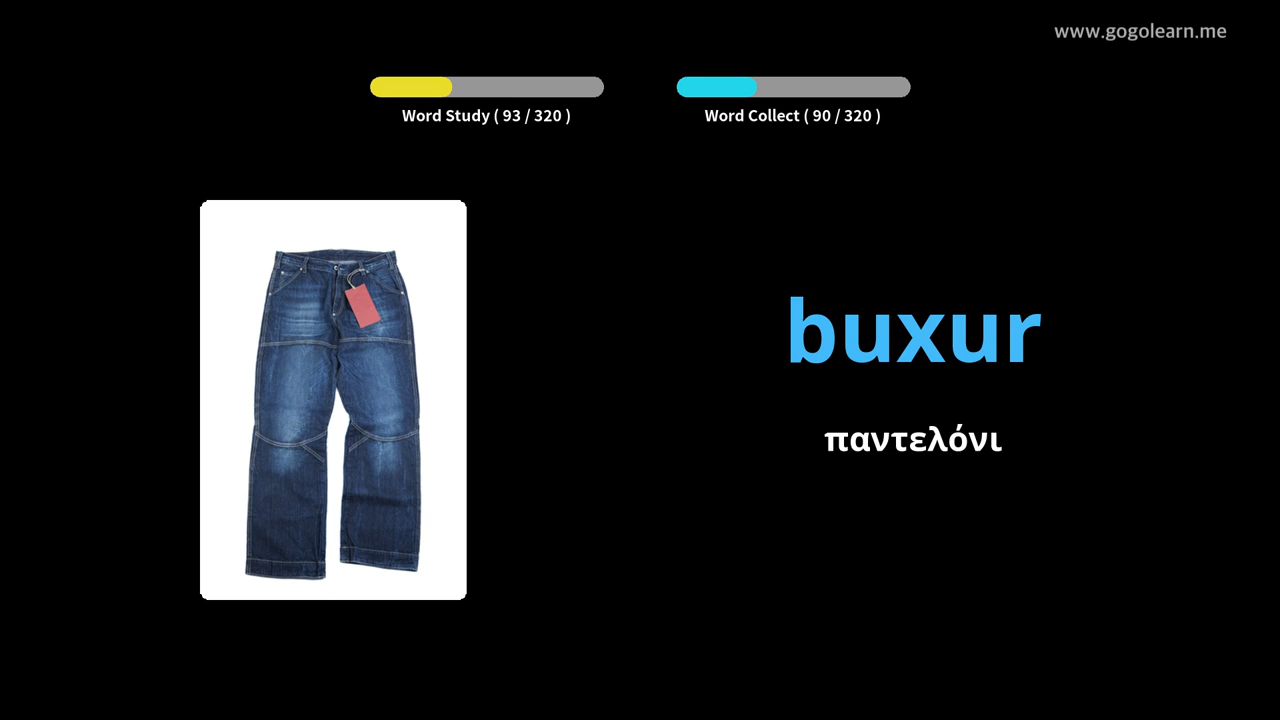 www.gogolearn.me
Word Study ( 93 / 320 )
Word Collect ( 90 / 320 )
buxur
παντελόνι